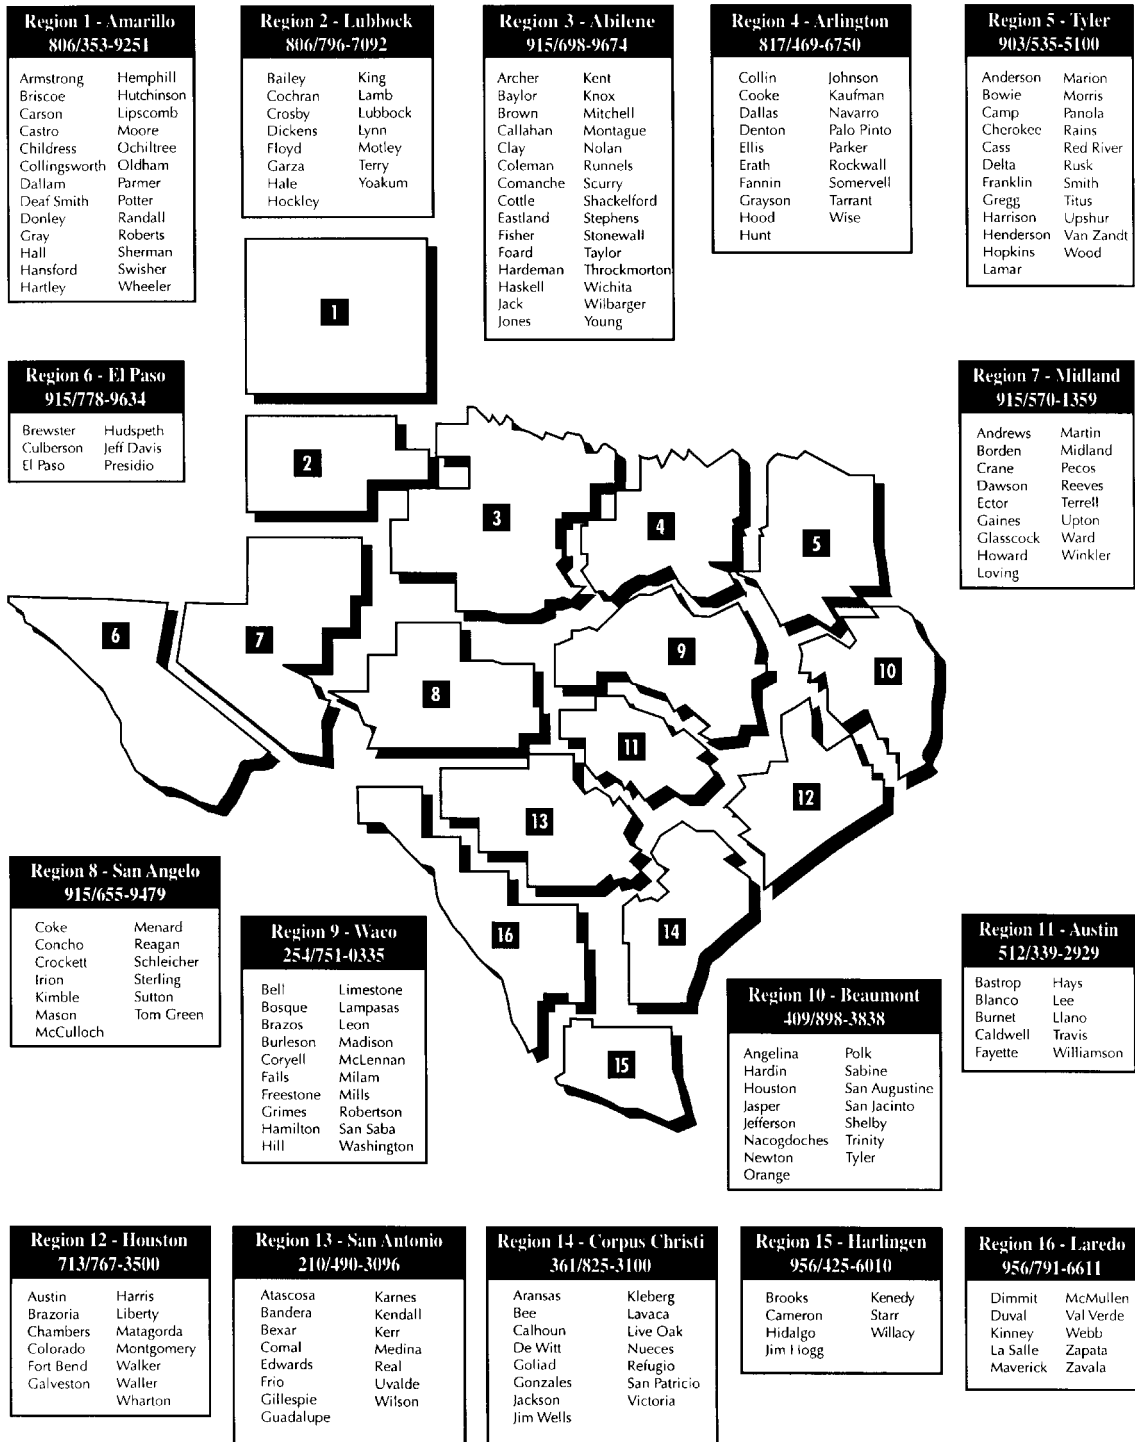 Region 1 - Amarillo
806/353-9251
Armstrong Hemphill
Briscoe Hutchinson
Carson Lipscomb
Castro Moore
Childress Ochiltree
Collingsworth Oldham
Dallam Parmer
Deaf Smith Potter
Donley Randall
Gray Roberts
Hall Sherman
Hansford Swisher
Hartley Wheeler
Region 2 - Lubbock
806/796-7092
Bailey King
Cochran Lamb
Crosby Lubbock
Dickens Lynn
Floyd Motley
Garza Terry
Hale Yoakum
Hockley
Region 3 - Abilene
915/698-9674
Archer Kent
Baylor Knox
Brown Mitchell
Callahan Montague
Clay Nolan
Coleman Runnels
Comanche Scurry
Cottle Shackelford
Eastland Stephens
Fisher Stonewall
Foard Taylor
Hardeman Throckmorton
Haskell Wichita
Jack Wilbarger
Jones Young
Region 4 - Arlington
817/469-6750
Collin Johnson
Cooke Kaufman
Dallas Navarro
Denton Palo Pinto
Ellis Parker
Erath Rockwall
Fannin Somervell
Grayson Tarrant
Hood Wise
Hunt
Region 5 - Tyler
903/535-5100
Anderson Marion
Bowie Morris
Camp Panola
Cherokee Rains
Cass Red River
Delta Rusk
Franklin Smith
Gregg Titus
Harrison Upshur
Henderson Van Zandt
Hopkins Wood
Lamar
Region 6 - El Paso
915/778-9634
Brewster Hudspeth
Culberson Jeff Davis
El Paso Presidio
Region 7 - Midland
915/570-1359
Andrews Martin
Borden Midland
Crane Pecos
Dawson Reeves
Ector Terrell
Gaines Upton
Glasscock Ward
Howard Winkler
Loving
1
2
3
4
5
6
7
8
9
10
11
12
13
14
15
16
Region 8 - San Angelo
915/655-9479
Coke Menard
Concho Reagan
Crockett Schleicher
Irion Sterling
Kimble Sutton
Mason Tom Green
McCulloch
Region 9 - Waco
254/751-0335
Bell Limestone
Bosque Lampasas
Brazos Leon
Burleson Madison
Coryell McLennan
Falls Milam
Freestone Mills
Grimes Robertson
Hamilton San Saba
Hill Washington
Region 10 - Beaumont
409/898-3838
Angelina Polk
Hardin Sabine
Houston San Augustine
Jasper San Jacinto
Jefferson Shelby
Nacogdoches Trinity
Newton Tyler
Orange
Region 11 - Austin
512/339-2929
Bastrop Hays
Blanco Lee
Burnet Llano
Caldwell Travis
Fayette Williamson
Region 12 - Houston
713/767-3500
Austin Harris
Brazoria Liberty
Chambers Matagorda
Colorado Montgomery
Fort Bend Walker
Galveston Waller
Wharton
Region 13 - San Antonio
210/490-3096
Atascosa Karnes
Bandera Kendall
Bexar Kerr
Comal Medina
Edwards Real
Frio Uvalde
Gillespie Wilson
Guadalupe
Region 14 - Corpus Christi
361/825-3100
Aransas Kleberg
Bee Lavaca
Calhoun Live Oak
De Witt Nueces
Goliad Refugio
Gonzales San Patricio
Jackson Victoria
Jim Wells
Region 15 - Harlingen
956/425-6010
Brooks Kenedy
Cameron Starr
Hidalgo Willacy
Jim Hogg
Region 16 - Laredo
956/791-6611
Dimmit McMullen
Duval Val Verde
Kinney Webb
La Salle Zapata
Maverick Zavala